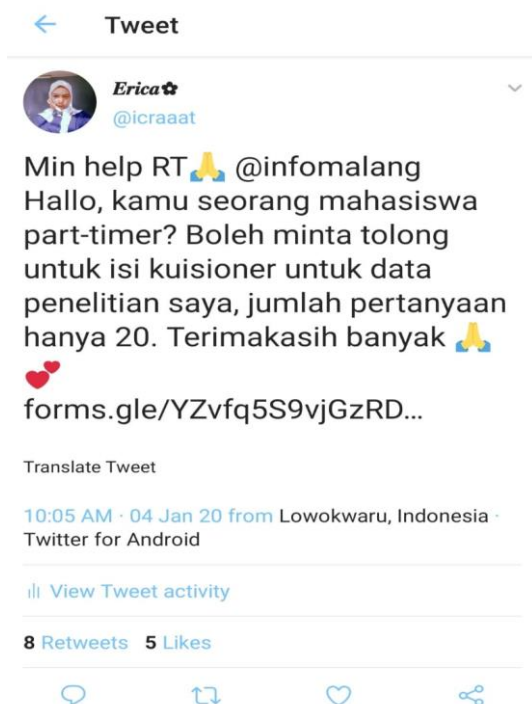 Tweet
Erica✿
@icraaat
Min help RT🙏 @infomalang
Hallo, kamu seorang mahasiswa
part-timer? Boleh minta tolong
untuk isi kuisioner untuk data
penelitian saya, jumlah pertanyaan
hanya 20. Terimakasih banyak 🙏
💕
forms.gle/YZvfq5S9vjGzRD...
Translate Tweet
10:05 AM · 04 Jan 20 from Lowokwaru, Indonesia ·
Twitter for Android
View Tweet activity
8 Retweets 5 Likes